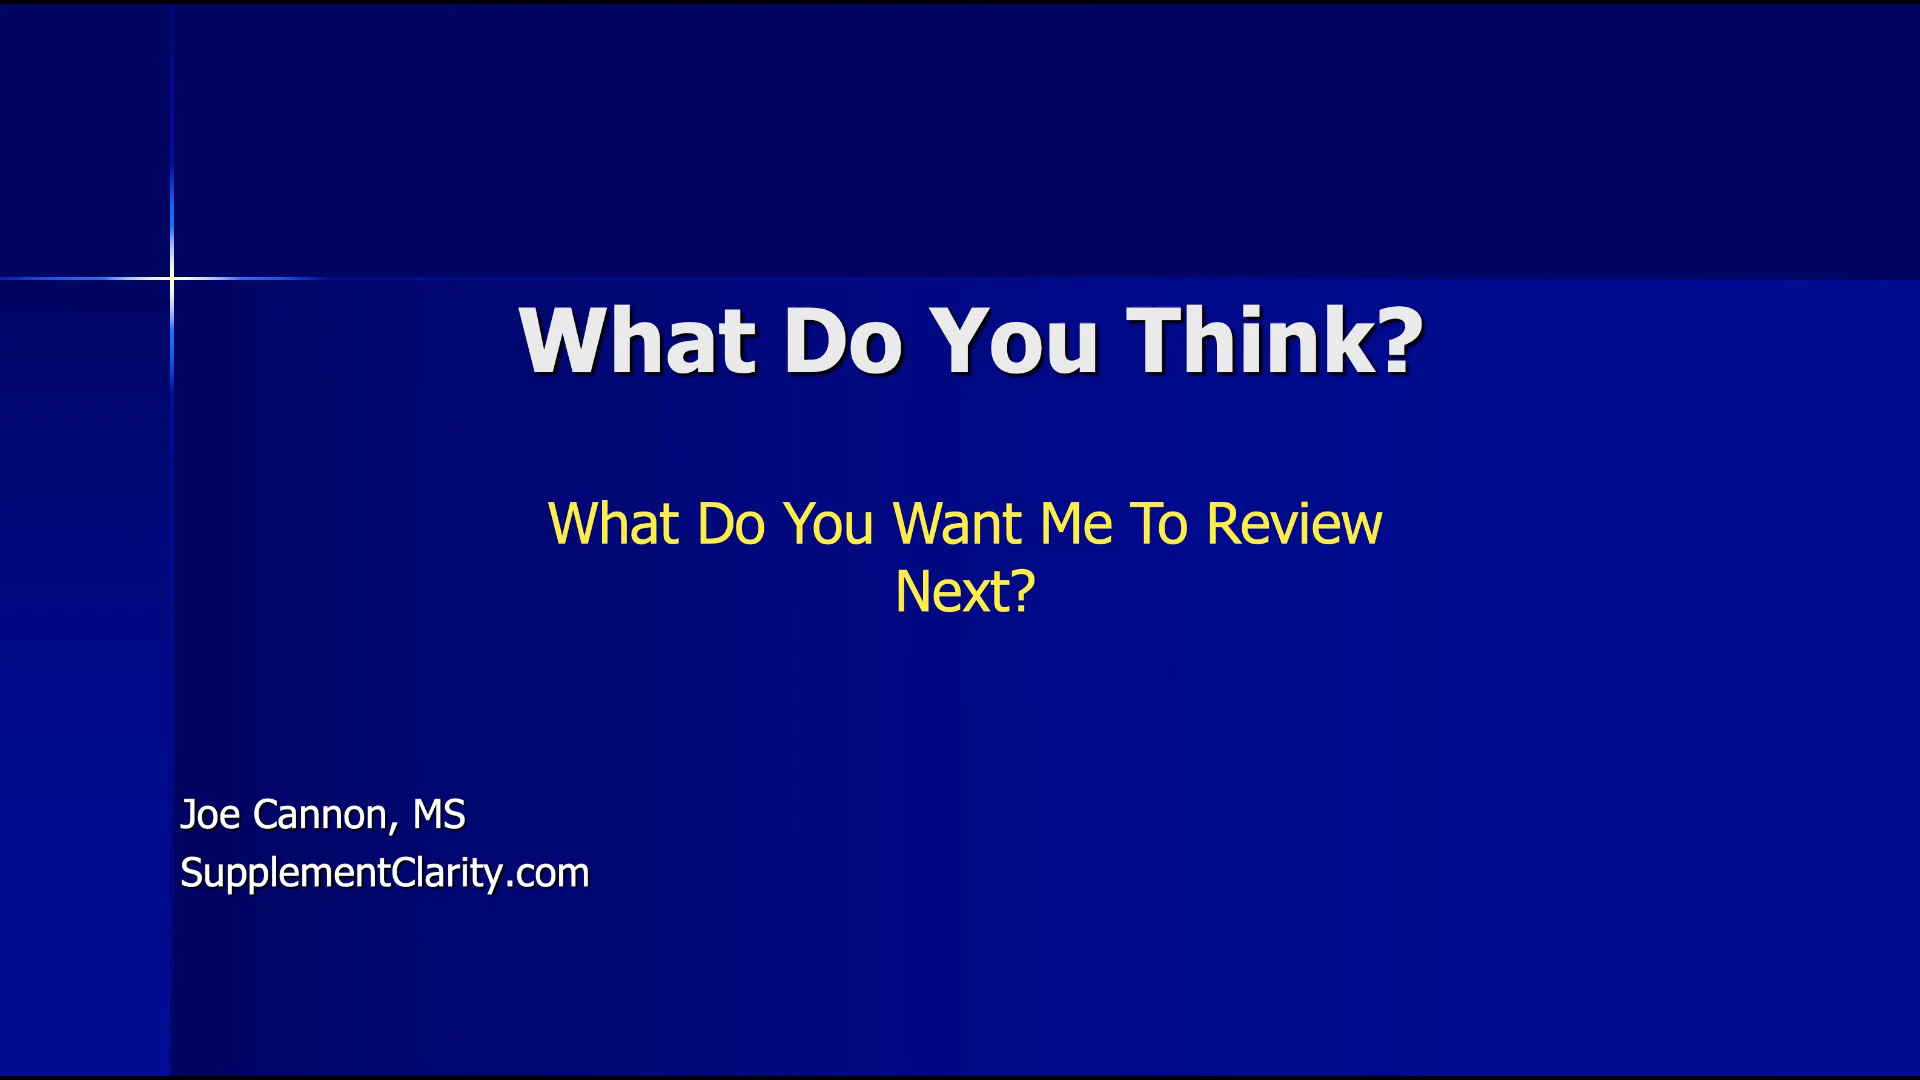 What Do You Think?
What Do You Want Me To Review
Next?
Joe Cannon, MS
SupplementClarity.com